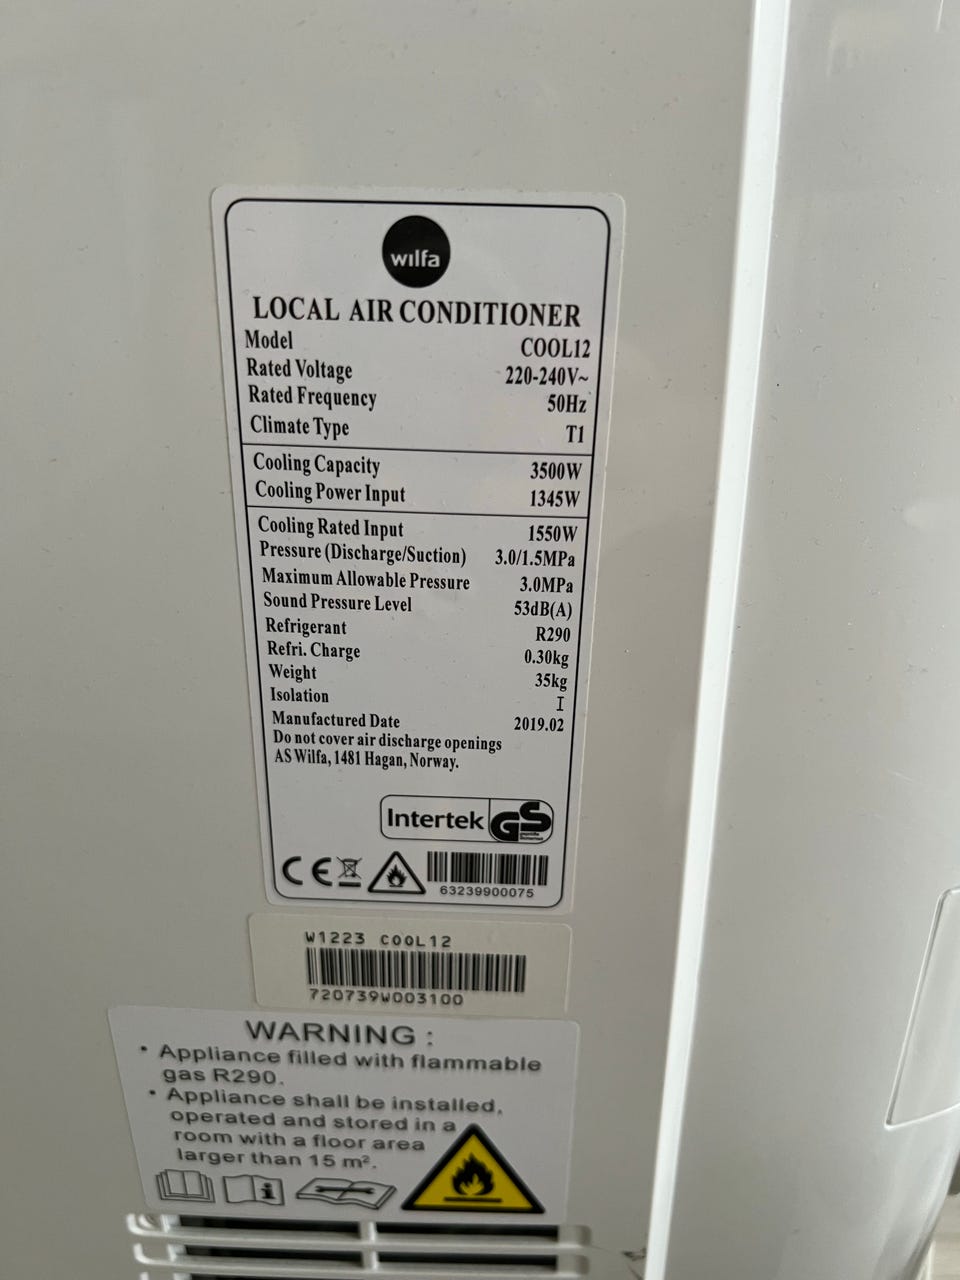 wılfa
LOCAL AIR CONDITIONER
Model COOL12
Rated Voltage 220-240V~
Rated Frequency 50Hz
Climate Type T1
Cooling Capacity 3500W
Cooling Power Input 1345W
Cooling Rated Input 1550W
Pressure (Discharge/Suction) 3.0/1.5MPa
Maximum Allowable Pressure 3.0MPa
Sound Pressure Level 53dB(A)
Refrigerant R290
Refri. Charge 0.30kg
Weight 35kg
Isolation I
Manufactured Date 2019.02
Do not cover air discharge openings
AS Wilfa, 1481 Hagan, Norway.
Intertek GS
CE
63239900075
W1223 COOL12
720739W003100
WARNING :
• Appliance filled with flammable
gas R290.
• Appliance shall be installed,
operated and stored in a
room with a floor area
larger than 15 m².